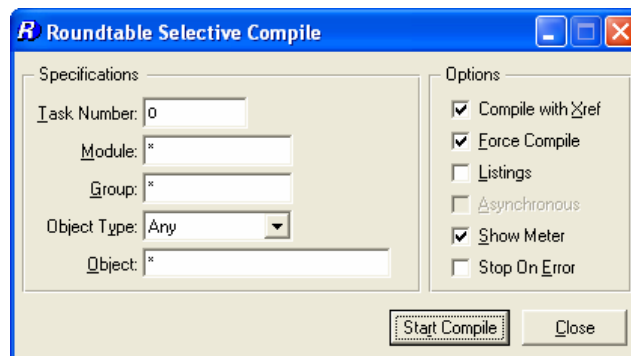 R Roundtable Selective Compile
Specifications
Task Number: 0
Module: *
Group: *
Object Type: Any
Object: *
Options
Compile with Xref
Force Compile
Listings
Asynchronous
Show Meter
Stop On Error
Start Compile
Close